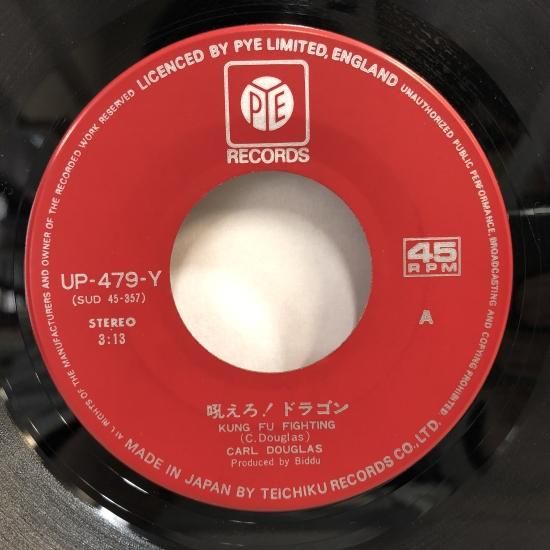 LICENCED BY PYE LIMITED, ENGLAND
UNAUTHORIZED PUBLIC PERFORMANCE, BROADCASTING AND COPYING PROHIBITED.
ALL RIGHTS OF THE MANUFACTURERS AND OWNER OF THE RECORDED WORK RESERVED
PYE
RECORDS
UP-479-Y
(SUD 45-357)
STEREO
3:13
45
RPM
A
吼えろ! ドラゴン
KUNG FU FIGHTING
(C. Douglas)
CARL DOUGLAS
Produced by Biddu
MADE IN JAPAN BY TEICHIKU RECORDS CO., LTD.